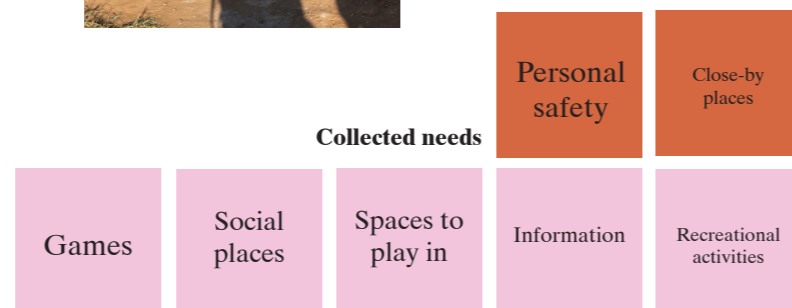 Personal
safety
Close-by
places
Collected needs
Games
Social
places
Spaces to
play in
Information
Recreational
activities